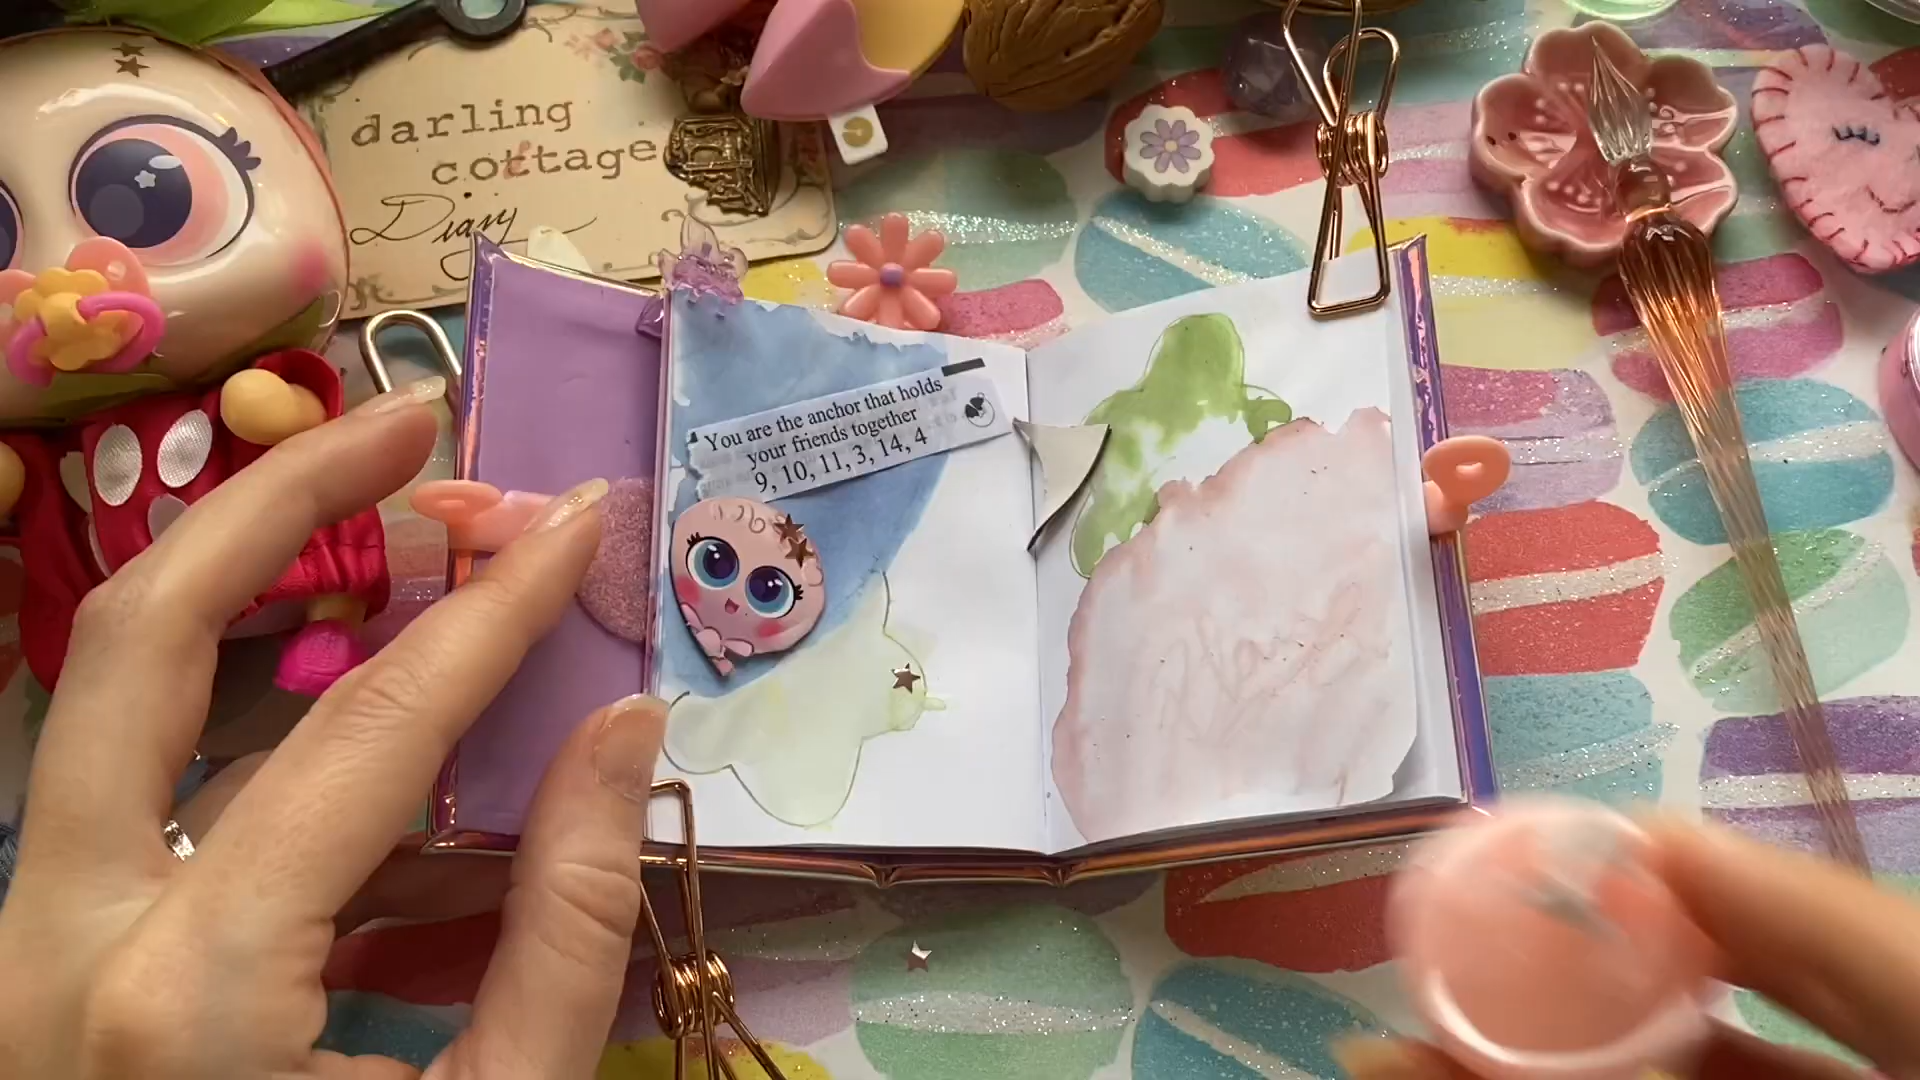 darling
cottage
Diary
You are the anchor that holds
your friends together
9, 10, 11, 3, 14, 4